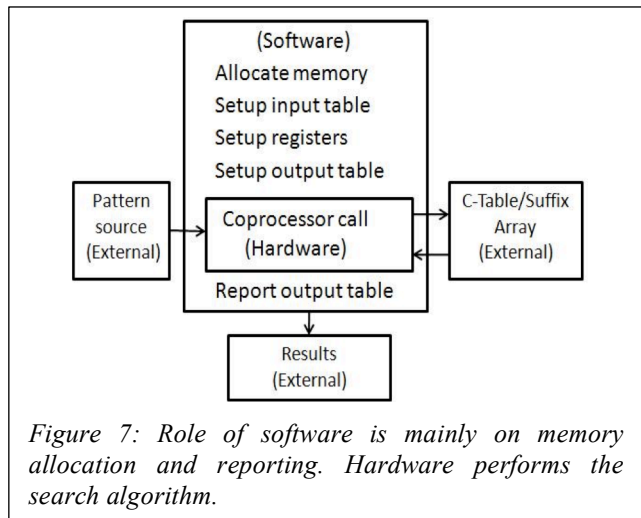 (Software)
Allocate memory
Setup input table
Setup registers
Setup output table
Pattern
source
(External)
Coprocessor call
(Hardware)
C-Table/Suffix
Array
(External)
Report output table
Results
(External)
Figure 7: Role of software is mainly on memory
allocation and reporting. Hardware performs the
search algorithm.